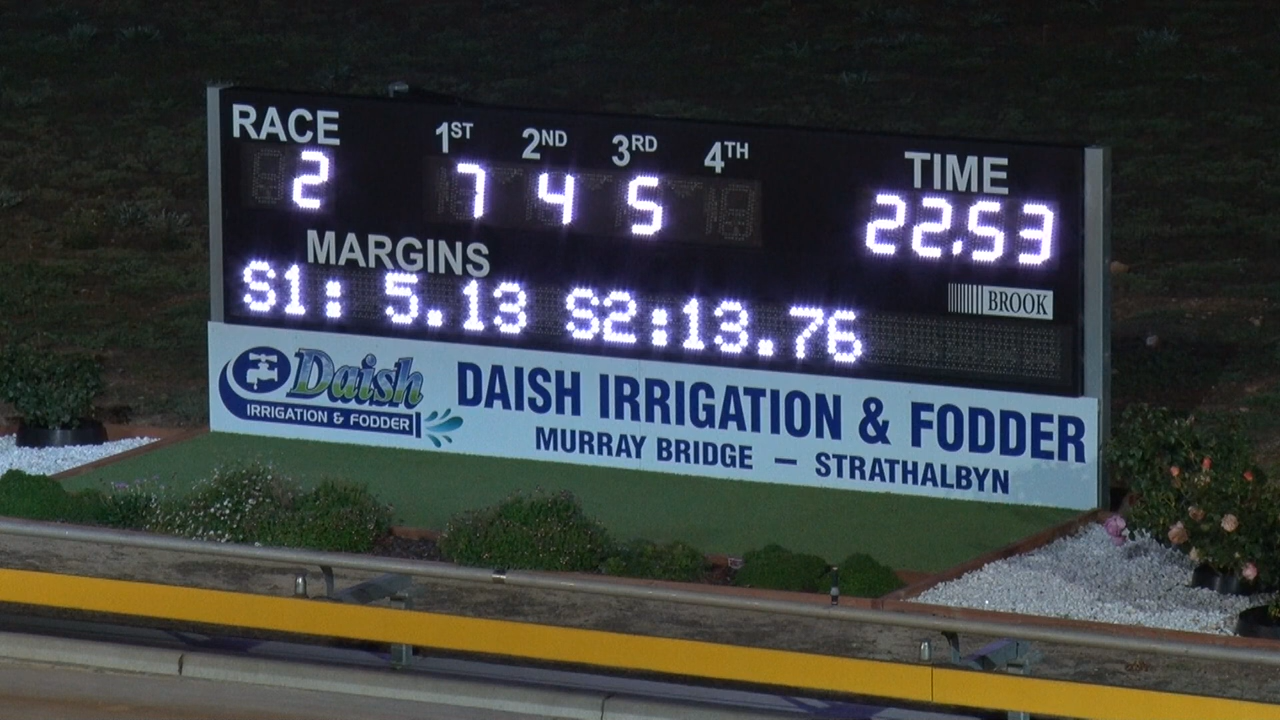 RACE 1ST 2ND 3RD 4TH TIME
2 7 4 5 22.53
MARGINS
S1: 5.13 S2:13.76
BROOK
Daish
IRRIGATION & FODDER
DAISH IRRIGATION & FODDER
MURRAY BRIDGE — STRATHALBYN